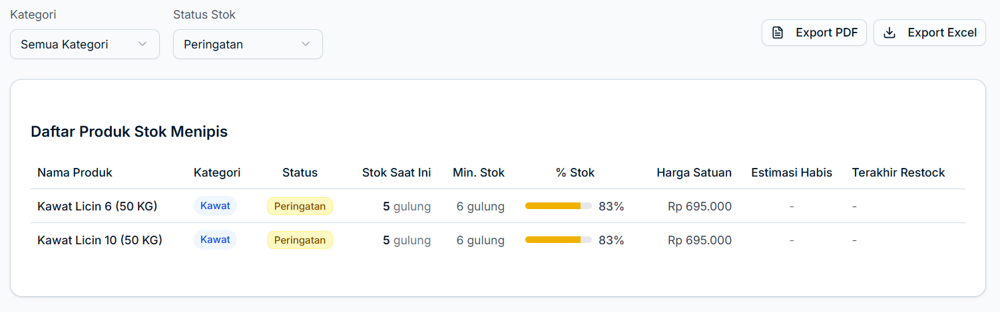 Kategori Status Stok
Semua Kategori Peringatan Export PDF Export Excel
Daftar Produk Stok Menipis
Nama Produk Kategori Status Stok Saat Ini Min. Stok % Stok Harga Satuan Estimasi Habis Terakhir Restock
Kawat Licin 6 (50 KG) Kawat Peringatan 5 gulung 6 gulung 83% Rp 695.000 - -
Kawat Licin 10 (50 KG) Kawat Peringatan 5 gulung 6 gulung 83% Rp 695.000 - -